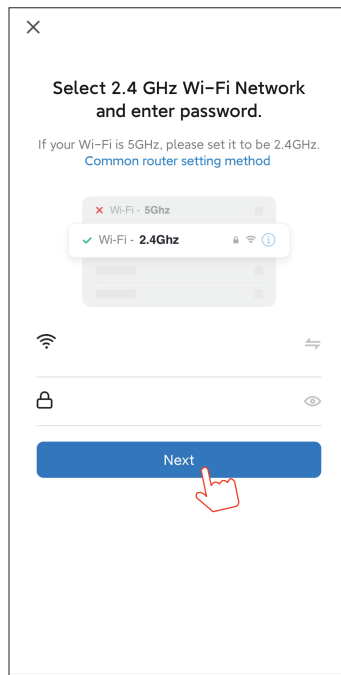 Select 2.4 GHz Wi-Fi Network
and enter password.
If your Wi-Fi is 5GHz, please set it to be 2.4GHz.
Common router setting method
Wi-Fi - 5Ghz
Wi-Fi - 2.4Ghz
Next